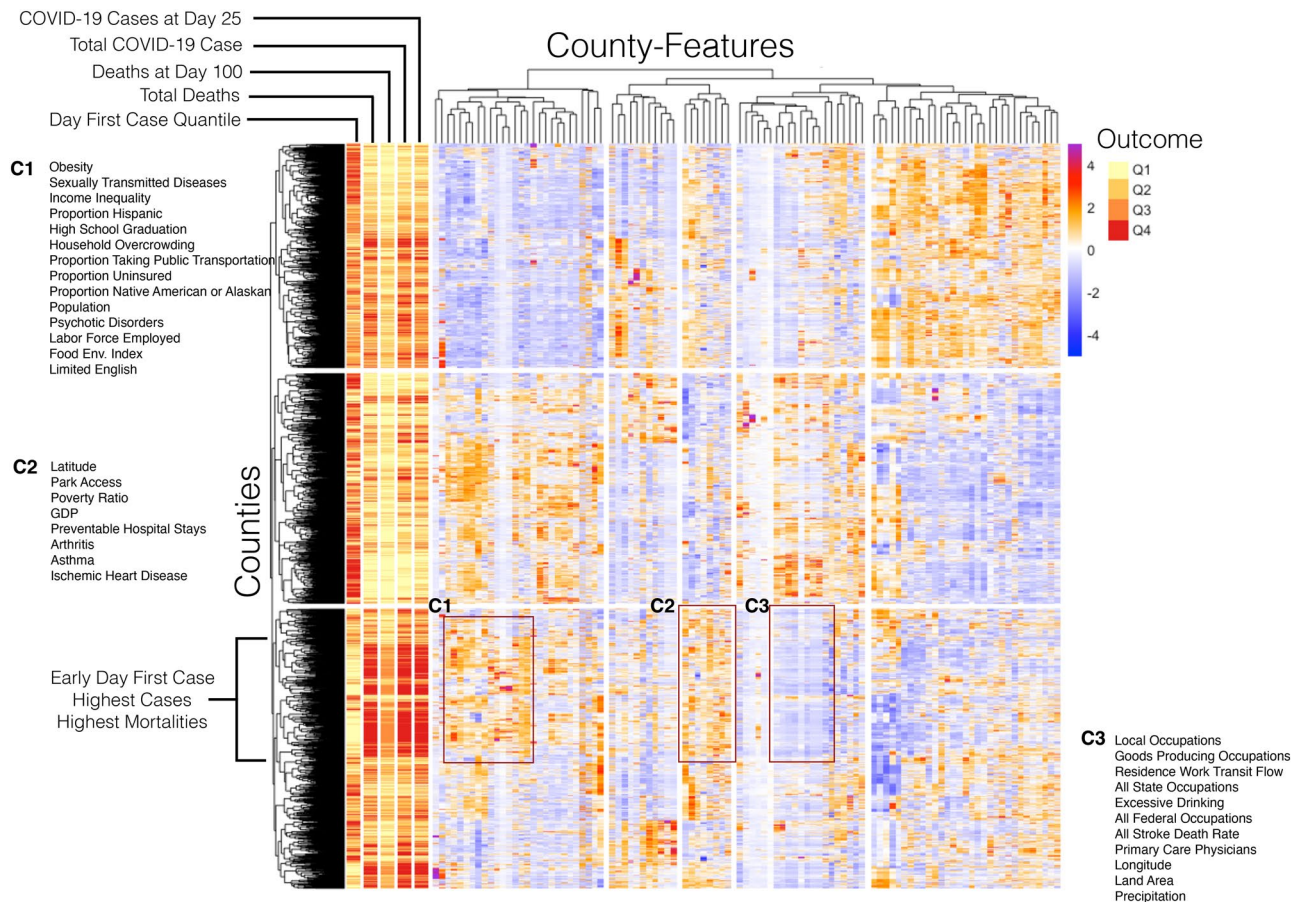 COVID-19 Cases at Day 25
Total COVID-19 Case
Deaths at Day 100
Total Deaths
Day First Case Quantile
County-Features
Outcome
Q1
Q2
Q3
Q4
4
2
0
-2
-4
C1
Obesity
Sexually Transmitted Diseases
Income Inequality
Proportion Hispanic
High School Graduation
Household Overcrowding
Proportion Taking Public Transportation
Proportion Uninsured
Proportion Native American or Alaskan
Population
Psychotic Disorders
Labor Force Employed
Food Env. Index
Limited English
C2
Latitude
Park Access
Poverty Ratio
GDP
Preventable Hospital Stays
Arthritis
Asthma
Ischemic Heart Disease
Counties
C1
C2
C3
Early Day First Case
Highest Cases
Highest Mortalities
C3
Local Occupations
Goods Producing Occupations
Residence Work Transit Flow
All State Occupations
Excessive Drinking
All Federal Occupations
All Stroke Death Rate
Primary Care Physicians
Longitude
Land Area
Precipitation